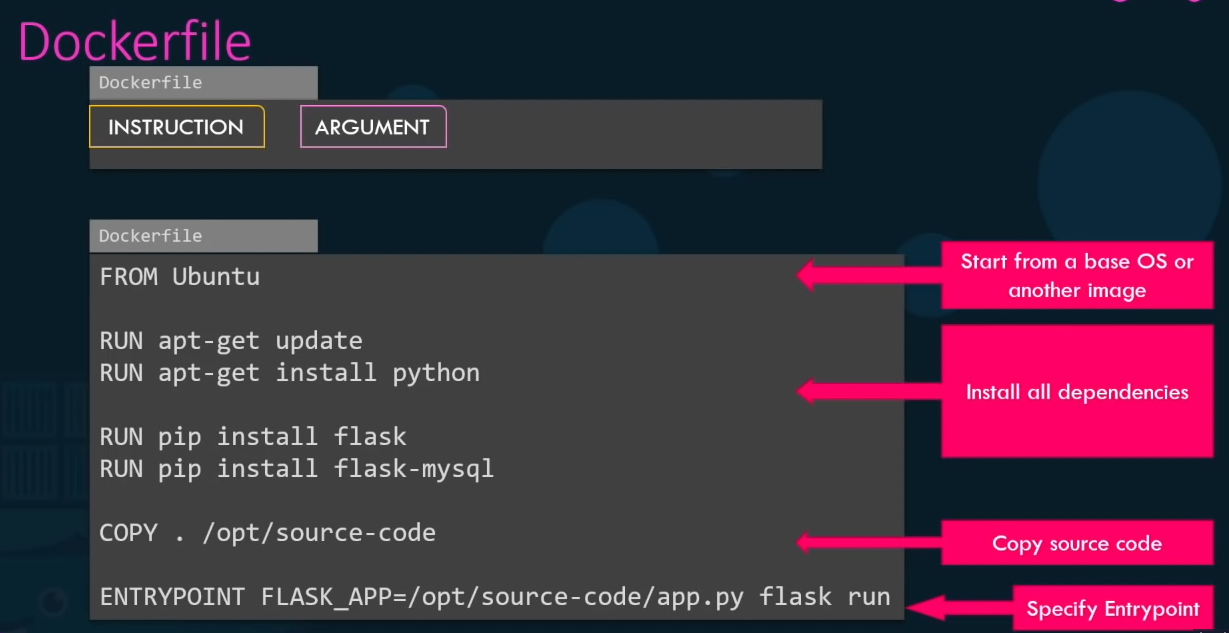 Dockerfile
Dockerfile
INSTRUCTION ARGUMENT
Dockerfile
FROM Ubuntu
Start from a base OS or
another image
RUN apt-get update
RUN apt-get install python
Install all dependencies
RUN pip install flask
RUN pip install flask-mysql
COPY . /opt/source-code
Copy source code
ENTRYPOINT FLASK_APP=/opt/source-code/app.py flask run
Specify Entrypoint